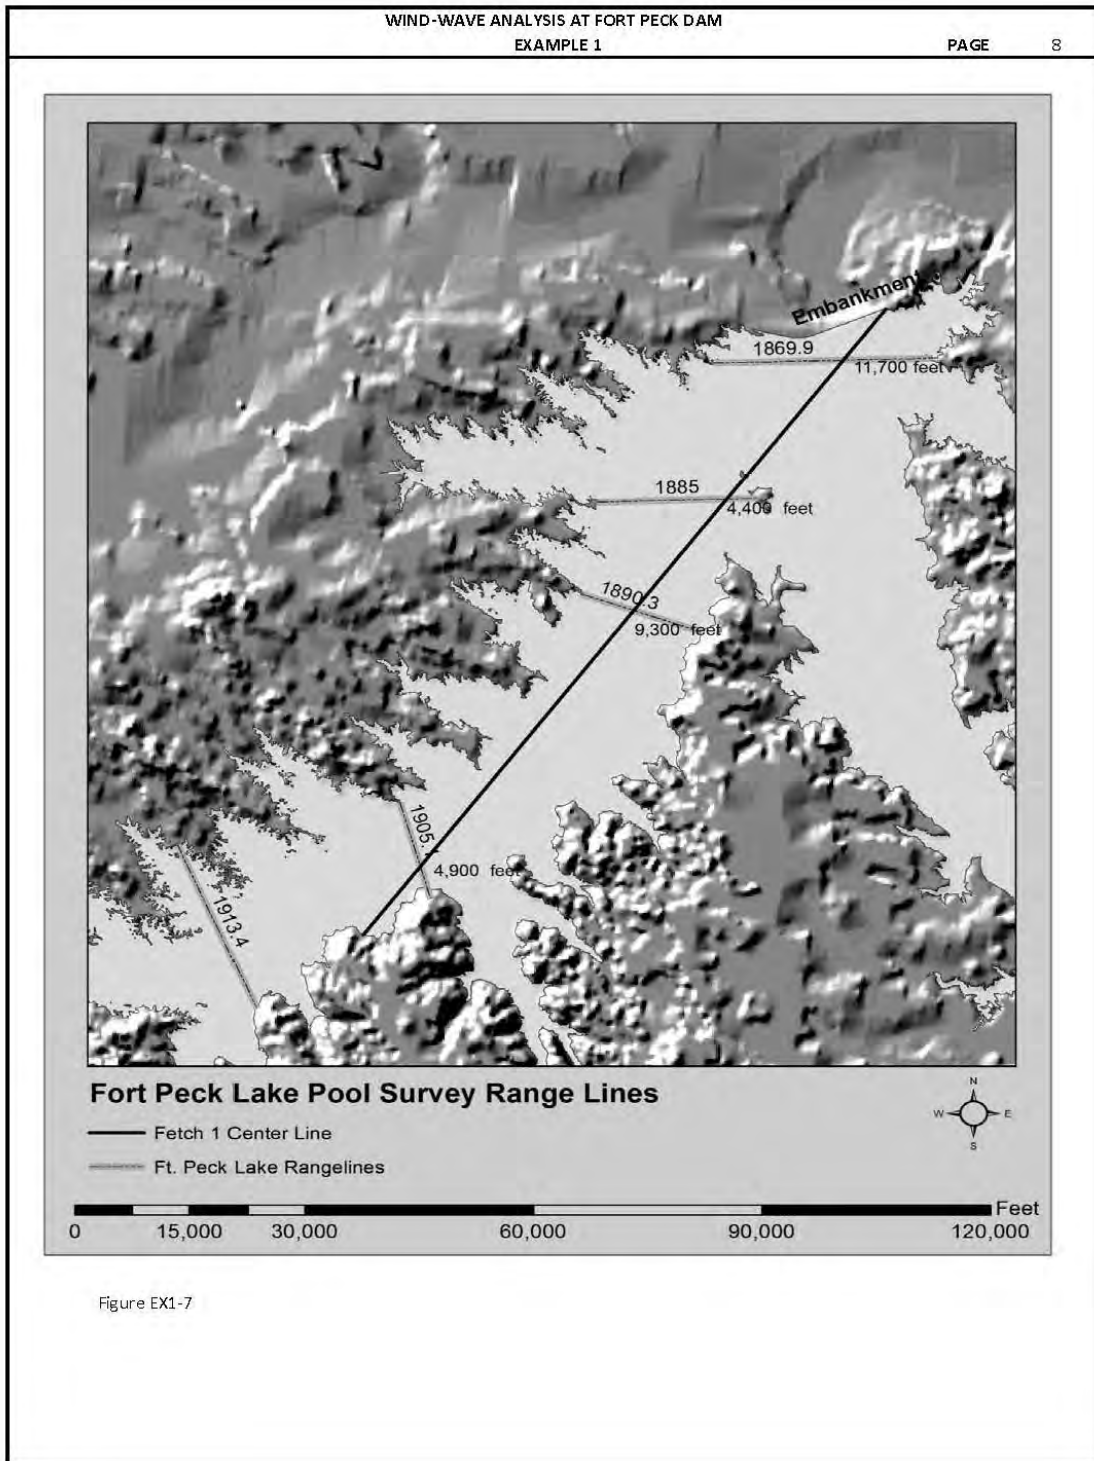 WIND-WAVE ANALYSIS AT FORT PECK DAM
EXAMPLE 1 PAGE 8
Embankment
1869.9
11,700 feet
1885
4,400 feet
1890.3
9,300 feet
1905.
4,900 feet
1913.4
Fort Peck Lake Pool Survey Range Lines
Fetch 1 Center Line
Ft. Peck Lake Rangelines
N
W E
S
Feet
0 15,000 30,000 60,000 90,000 120,000
Figure EX1-7